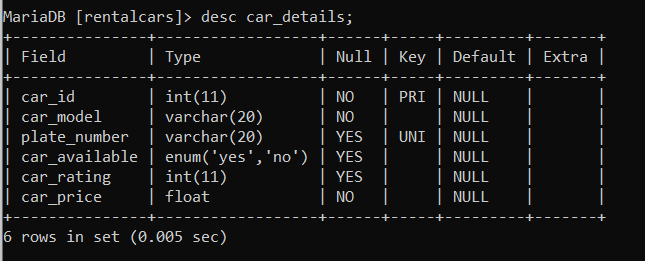 MariaDB [rentalcars]> desc car_details;
+---------------+------------------+------+-----+---------+-------+
| Field         | Type             | Null | Key | Default | Extra |
+---------------+------------------+------+-----+---------+-------+
| car_id        | int(11)          | NO   | PRI | NULL    |       |
| car_model     | varchar(20)      | NO   |     | NULL    |       |
| plate_number  | varchar(20)      | YES  | UNI | NULL    |       |
| car_available | enum('yes','no') | YES  |     | NULL    |       |
| car_rating    | int(11)          | YES  |     | NULL    |       |
| car_price     | float            | NO   |     | NULL    |       |
+---------------+------------------+------+-----+---------+-------+
6 rows in set (0.005 sec)